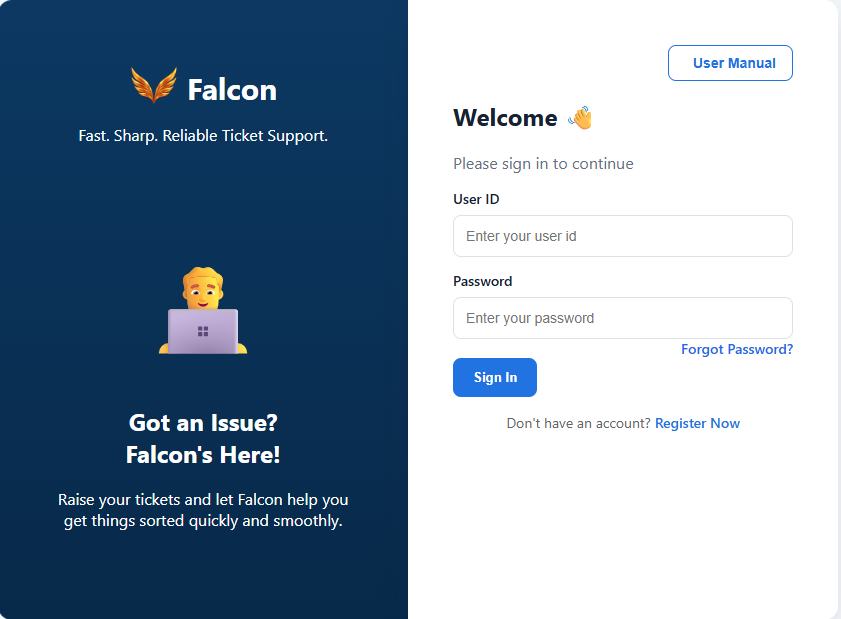 Falcon
Fast. Sharp. Reliable Ticket Support.
Got an Issue?
Falcon's Here!
Raise your tickets and let Falcon help you
get things sorted quickly and smoothly.
User Manual
Welcome 👋
Please sign in to continue
User ID
Enter your user id
Password
Enter your password
Forgot Password?
Sign In
Don't have an account? Register Now